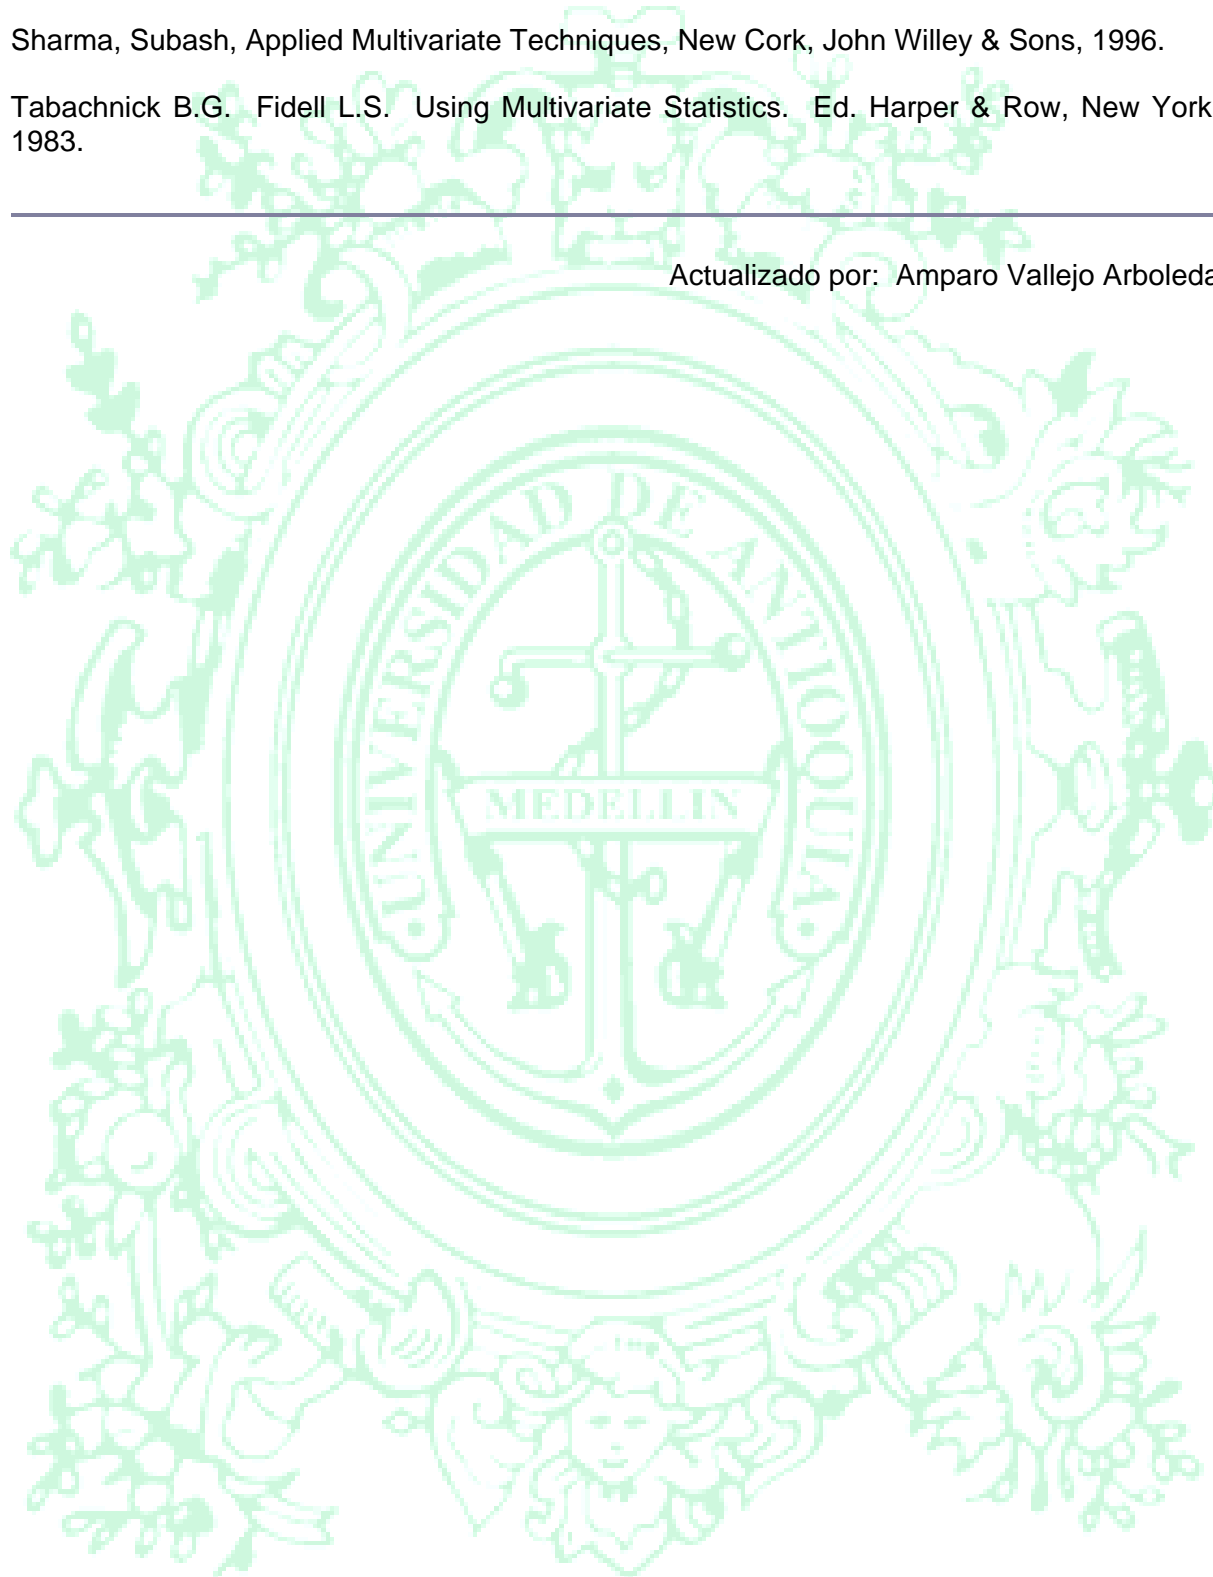 Sharma, Subash, Applied Multivariate Techniques, New Cork, John Willey & Sons, 1996.
Tabachnick B.G. Fidell L.S. Using Multivariate Statistics. Ed. Harper & Row, New York
1983.
Actualizado por: Amparo Vallejo Arboleda
UNIVERSIDAD DE ANTIOQUIA
MEDELLIN